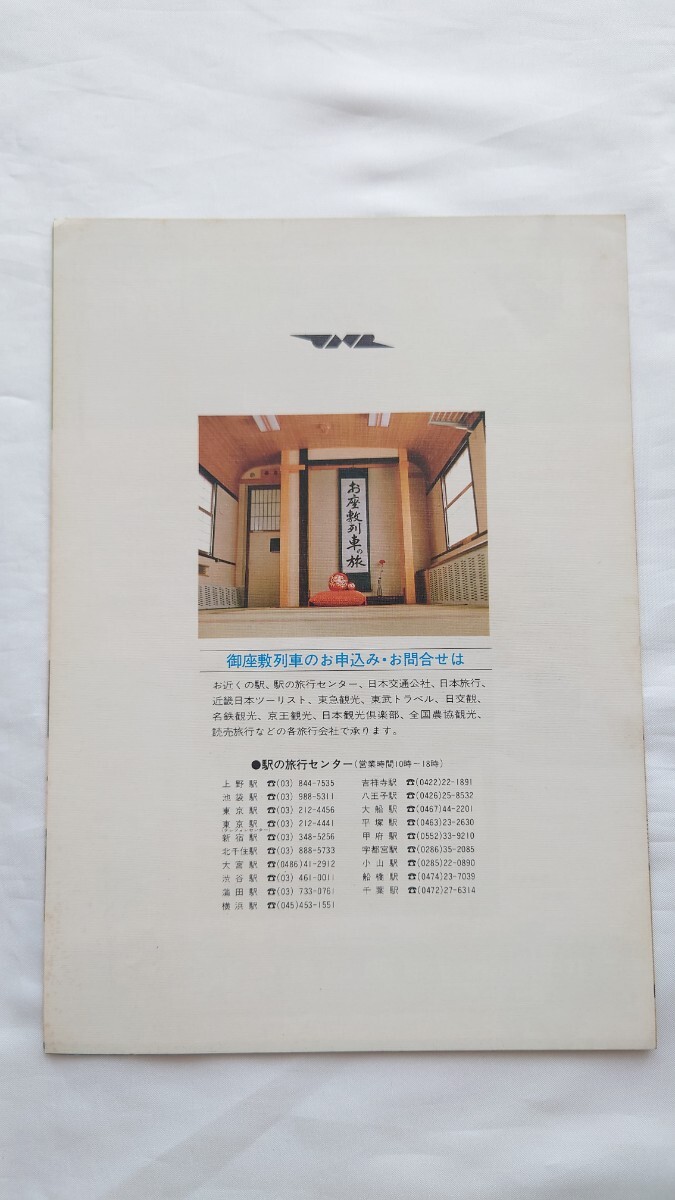 JNR
お座敷列車の旅
御座敷列車のお申込み・お問合せは
お近くの駅、駅の旅行センター、日本交通公社、日本旅行、
近畿日本ツーリスト、東急観光、東武トラベル、日交観、
名鉄観光、京王観光、日本観光倶楽部、全国農協観光、
読売旅行などの各旅行会社で承ります。
●駅の旅行センター(営業時間10時〜18時)
上野駅 ☎(03) 844-7535
池袋駅 ☎(03) 988-5311
東京駅 ☎(03) 212-4456
東京駅 ☎(03) 212-4441
新宿駅 ☎(03) 348-5256
北千住駅 ☎(03) 888-5733
大宮駅 ☎(0486)41-2912
渋谷駅 ☎(03) 461-0011
蒲田駅 ☎(03) 733-0761
横浜駅 ☎(045)453-1551
吉祥寺駅 ☎(0422)22-1891
八王子駅 ☎(0426)25-8532
大船駅 ☎(0467)44-2201
平塚駅 ☎(0463)23-2630
甲府駅 ☎(0552)33-9210
宇都宮駅 ☎(0286)35-2085
小山駅 ☎(0285)22-0890
船橋駅 ☎(0474)23-7039
千葉駅 ☎(0472)27-6314